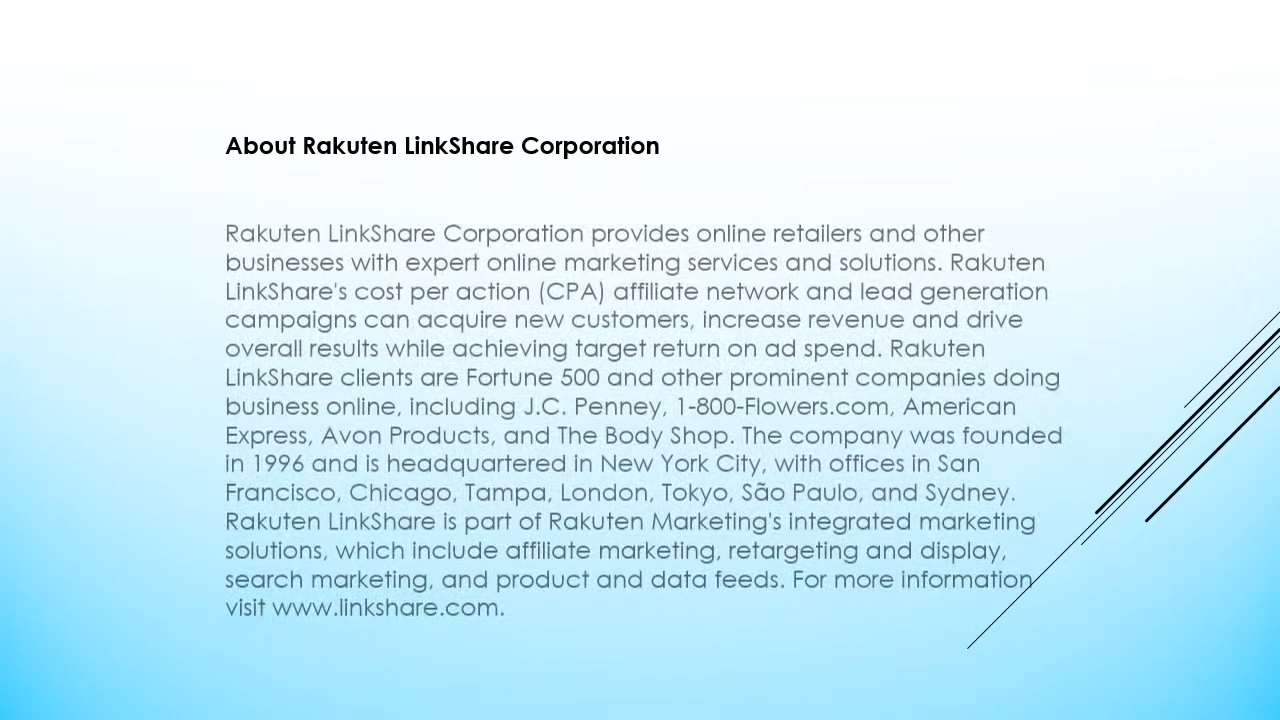 About Rakuten LinkShare Corporation
Rakuten LinkShare Corporation provides online retailers and other
businesses with expert online marketing services and solutions. Rakuten
LinkShare's cost per action (CPA) affiliate network and lead generation
campaigns can acquire new customers, increase revenue and drive
overall results while achieving target return on ad spend. Rakuten
LinkShare clients are Fortune 500 and other prominent companies doing
business online, including J.C. Penney, 1-800-Flowers.com, American
Express, Avon Products, and The Body Shop. The company was founded
in 1996 and is headquartered in New York City, with offices in San
Francisco, Chicago, Tampa, London, Tokyo, São Paulo, and Sydney.
Rakuten LinkShare is part of Rakuten Marketing's integrated marketing
solutions, which include affiliate marketing, retargeting and display,
search marketing, and product and data feeds. For more information
visit www.linkshare.com.